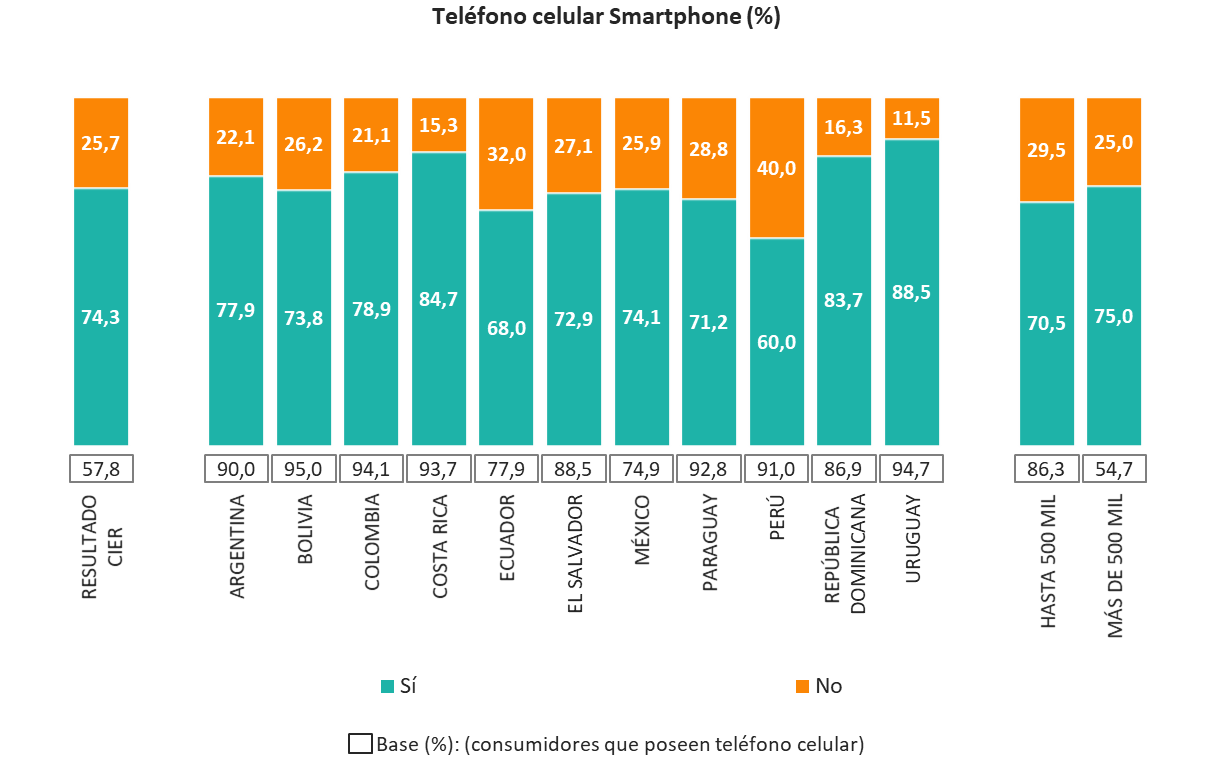 Teléfono celular Smartphone (%)
25,7 22,1 26,2 21,1 15,3 32,0 27,1 25,9 28,8 40,0 16,3 11,5 29,5 25,0
74,3 77,9 73,8 78,9 84,7 68,0 72,9 74,1 71,2 60,0 83,7 88,5 70,5 75,0
57,8 90,0 95,0 94,1 93,7 77,9 88,5 74,9 92,8 91,0 86,9 94,7 86,3 54,7
RESULTADO
CIER
ARGENTINA
BOLIVIA
COLOMBIA
COSTA RICA
ECUADOR
EL SALVADOR
MÉXICO
PARAGUAY
PERÚ
REPÚBLICA
DOMINICANA
URUGUAY
HASTA 500 MIL
MÁS DE 500 MIL
Sí No
Base (%): (consumidores que poseen teléfono celular)